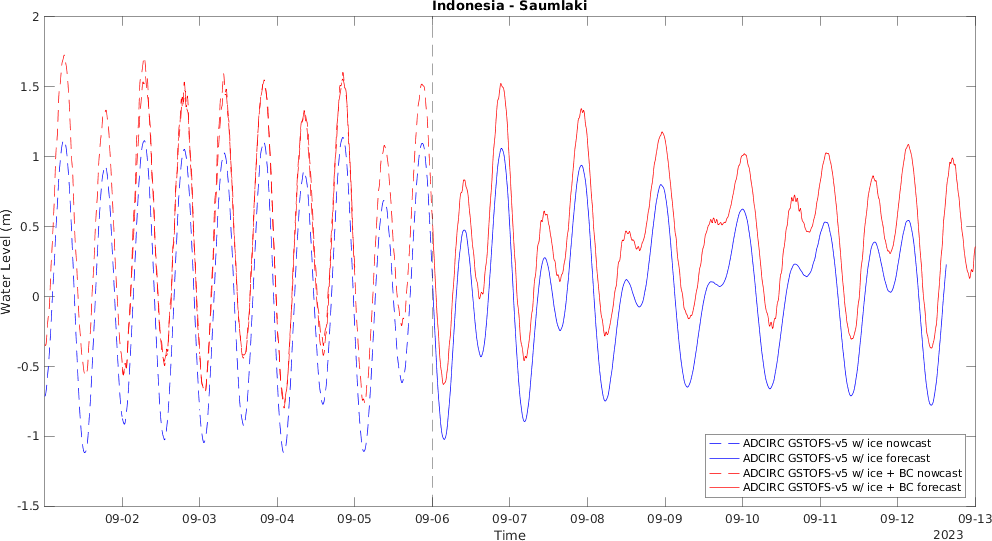 Indonesia - Saumlaki
2
1.5
1
0.5
0
-0.5
-1
-1.5
Water Level (m)
09-02 09-03 09-04 09-05 09-06 09-07 09-08 09-09 09-10 09-11 09-12 09-13
Time
2023
ADCIRC GSTOFS-v5 w/ ice nowcast
ADCIRC GSTOFS-v5 w/ ice forecast
ADCIRC GSTOFS-v5 w/ ice + BC nowcast
ADCIRC GSTOFS-v5 w/ ice + BC forecast